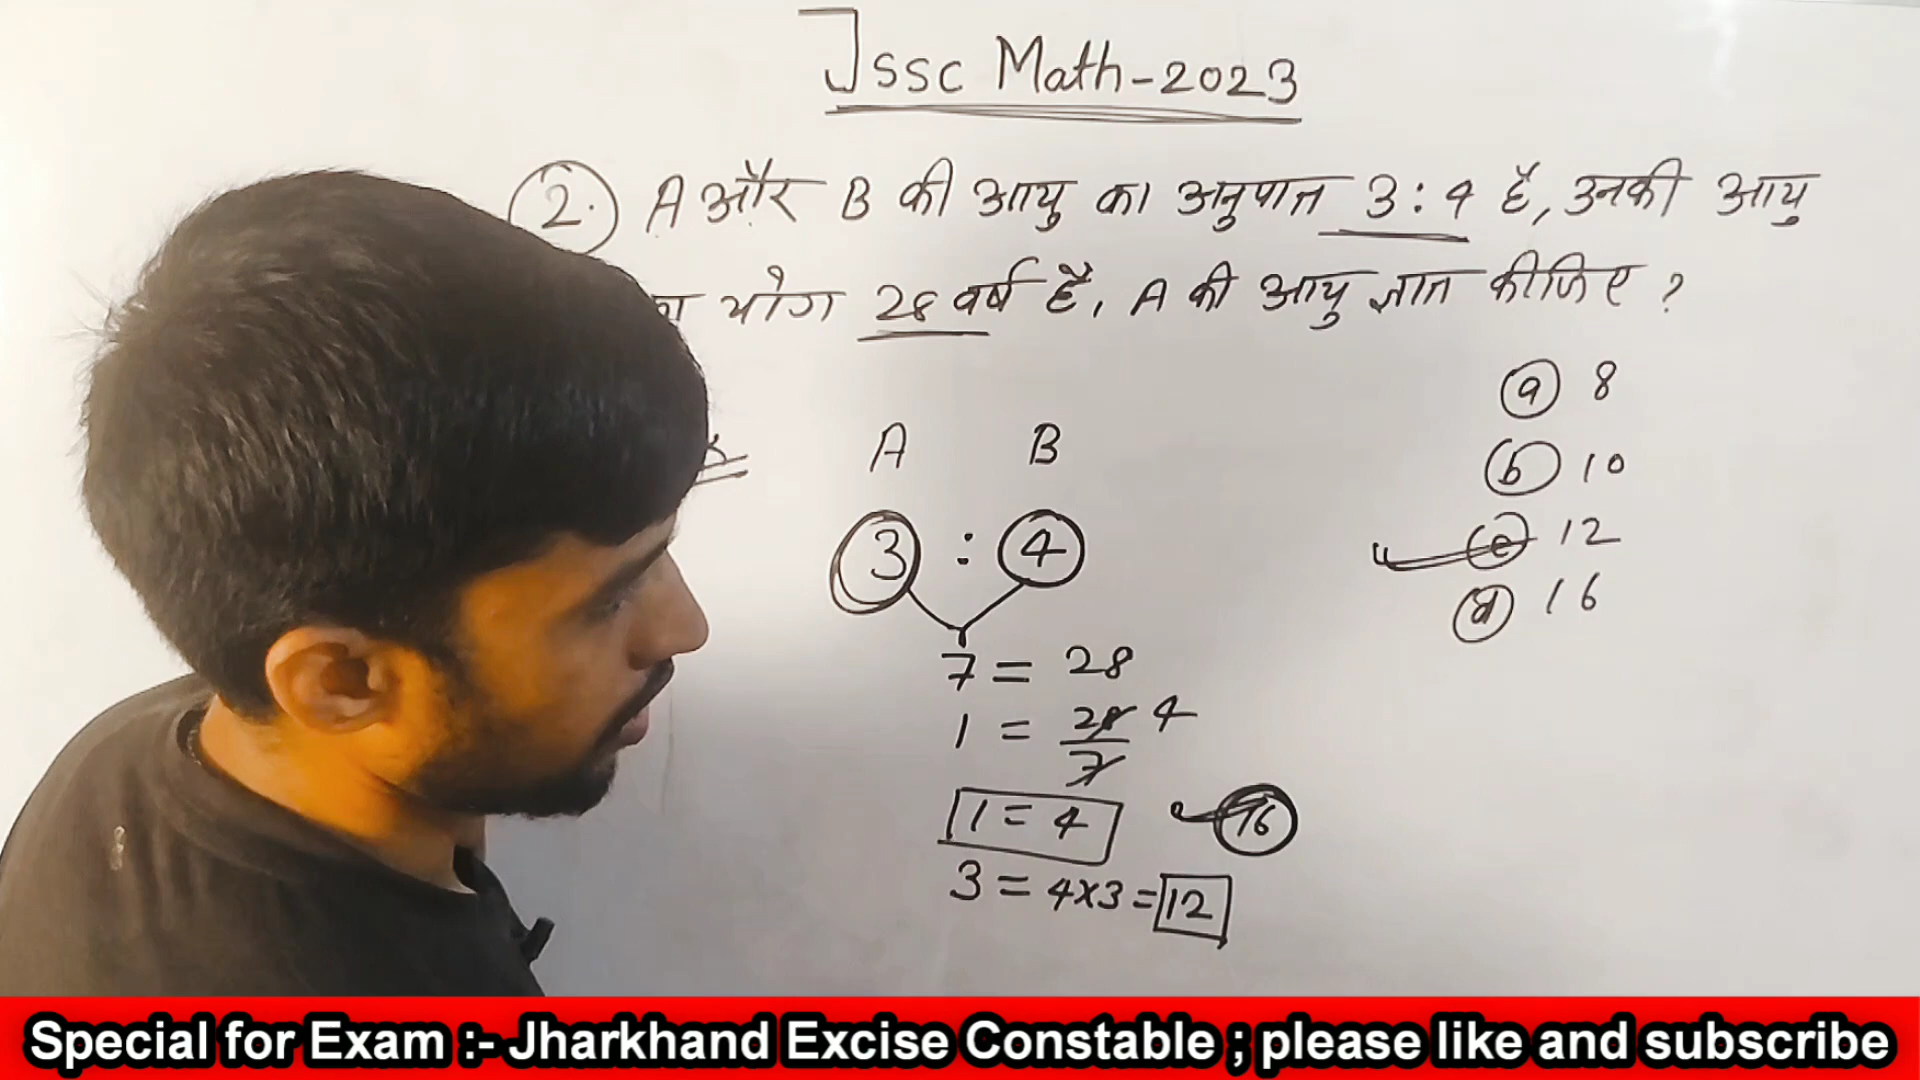 JSSC Math-2023
2. A और B की आयु का अनुपात 3:4 है, उनकी आयु
योग 28 वर्ष है, A की आयु ज्ञात कीजिए ?
a 8
b 10
c 12
d 16
A B
3 : 4
7 = 28
1 = 28/7 4
1 = 4 16
3 = 4x3 = 12
Special for Exam :- Jharkhand Excise Constable ; please like and subscribe